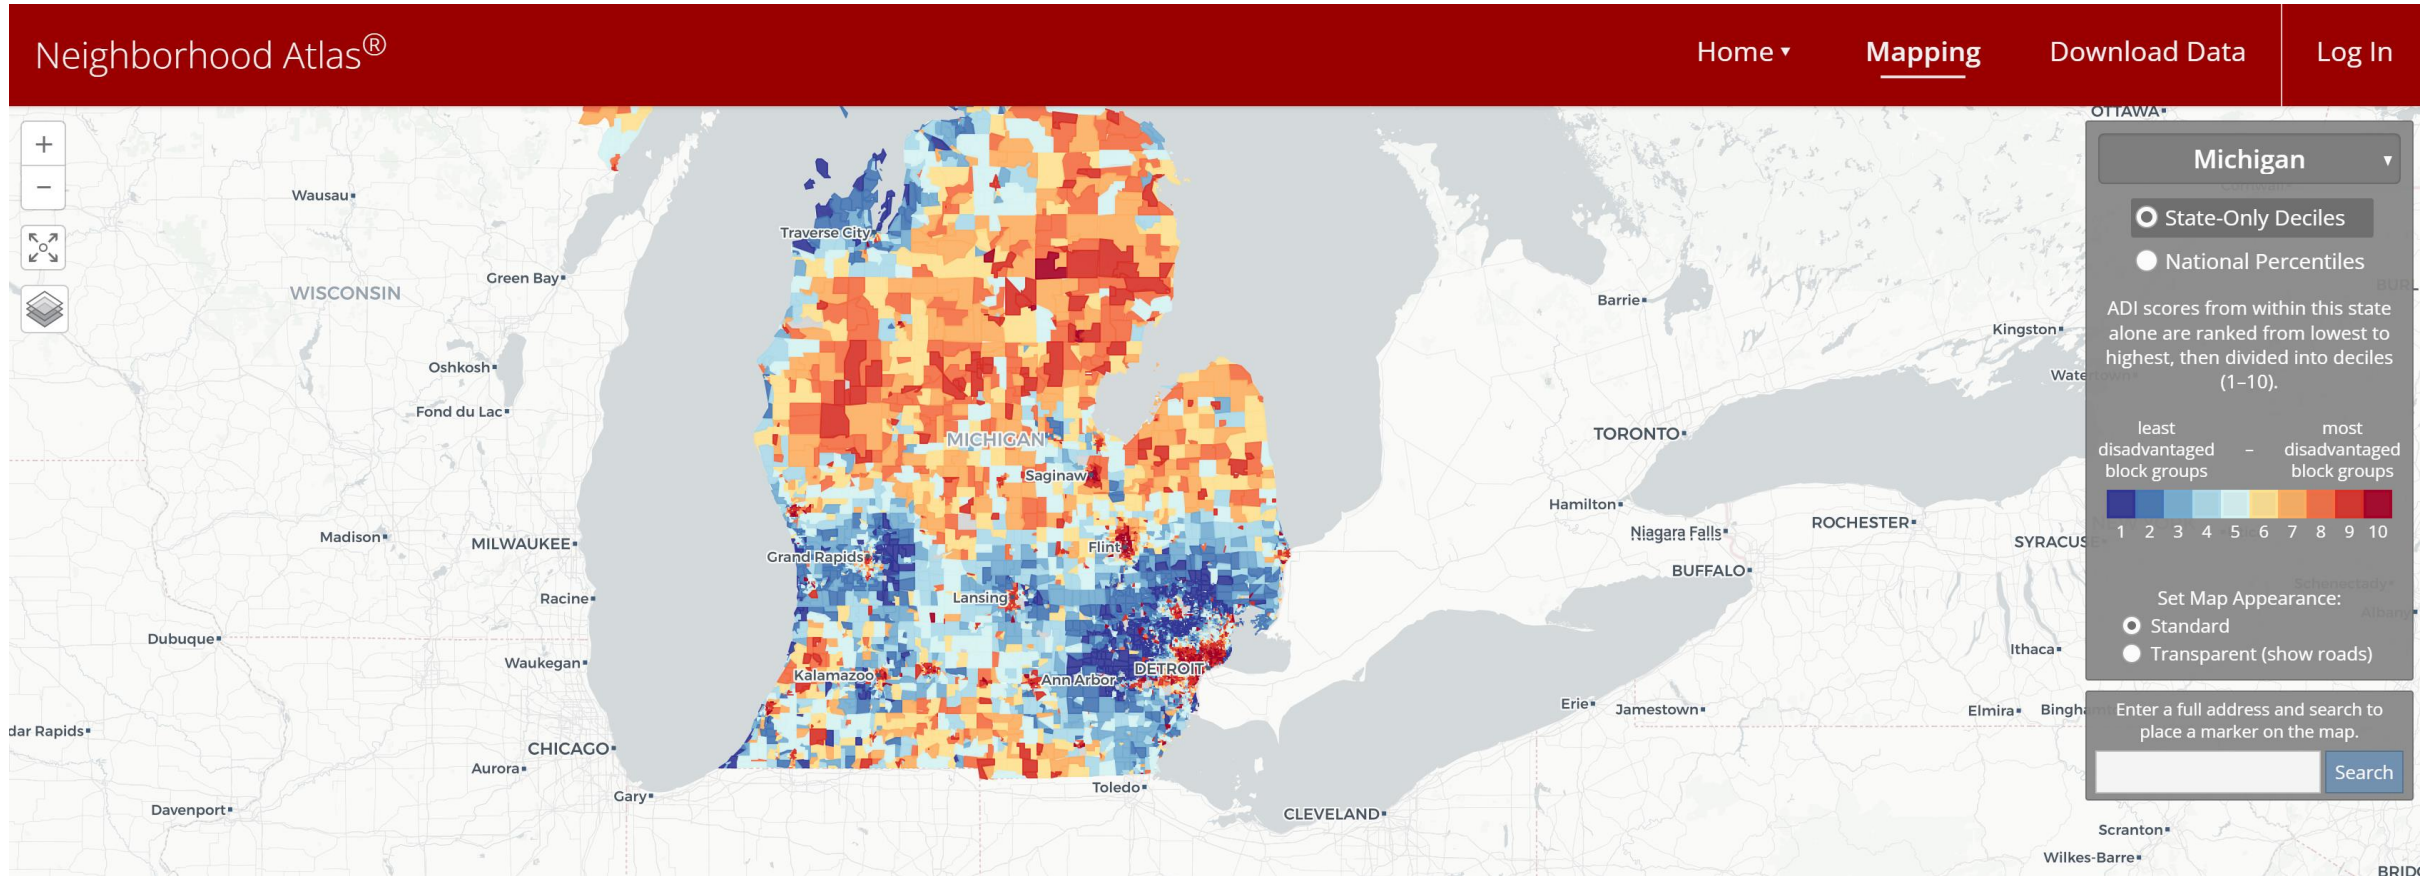 Neighborhood Atlas®
Home ▾
Mapping
Download Data
Log In
+
−
OTTAWA
Michigan ▾
State-Only Deciles
National Percentiles
ADI scores from within this state
alone are ranked from lowest to
highest, then divided into deciles
(1–10).
least
disadvantaged
block groups
–
most
disadvantaged
block groups
1 2 3 4 5 6 7 8 9 10
Set Map Appearance:
Standard
Transparent (show roads)
Enter a full address and search to
place a marker on the map.
Search
Wausau
Traverse City
Green Bay
WISCONSIN
Barrie
Kingston
Watertown
Oshkosh
Fond du Lac
MICHIGAN
TORONTO
Saginaw
Hamilton
Niagara Falls
ROCHESTER
Madison
MILWAUKEE
Flint
SYRACUSE
Grand Rapids
BUFFALO
Schenectady
Racine
Lansing
Albany
Dubuque
Waukegan
Ithaca
DETROIT
Kalamazoo
Ann Arbor
Erie
Jamestown
Elmira
Bingham
dar Rapids
CHICAGO
Aurora
Gary
Toledo
Davenport
CLEVELAND
Scranton
Wilkes-Barre
BRIDG